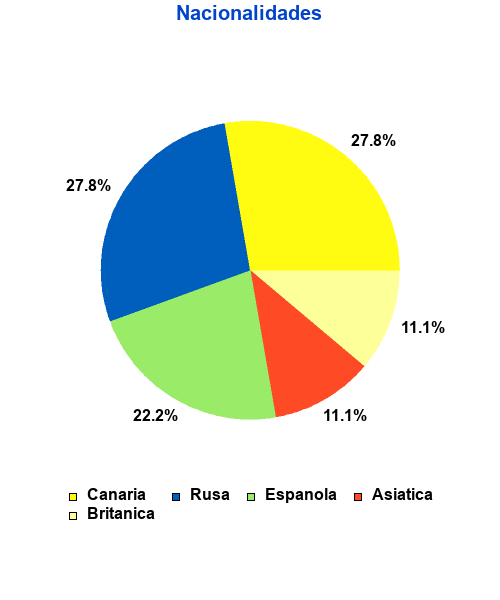 Nacionalidades
27.8%
27.8%
11.1%
22.2%
11.1%
Canaria Rusa Espanola Asiatica
Britanica